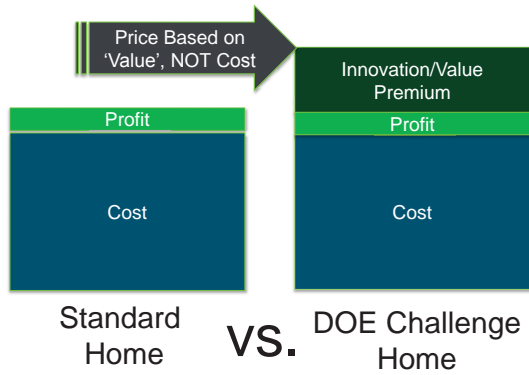 Price Based on
‘Value’, NOT Cost
Innovation/Value
Premium
Profit
Profit
Cost
Cost
Standard
Home
vs.
DOE Challenge
Home